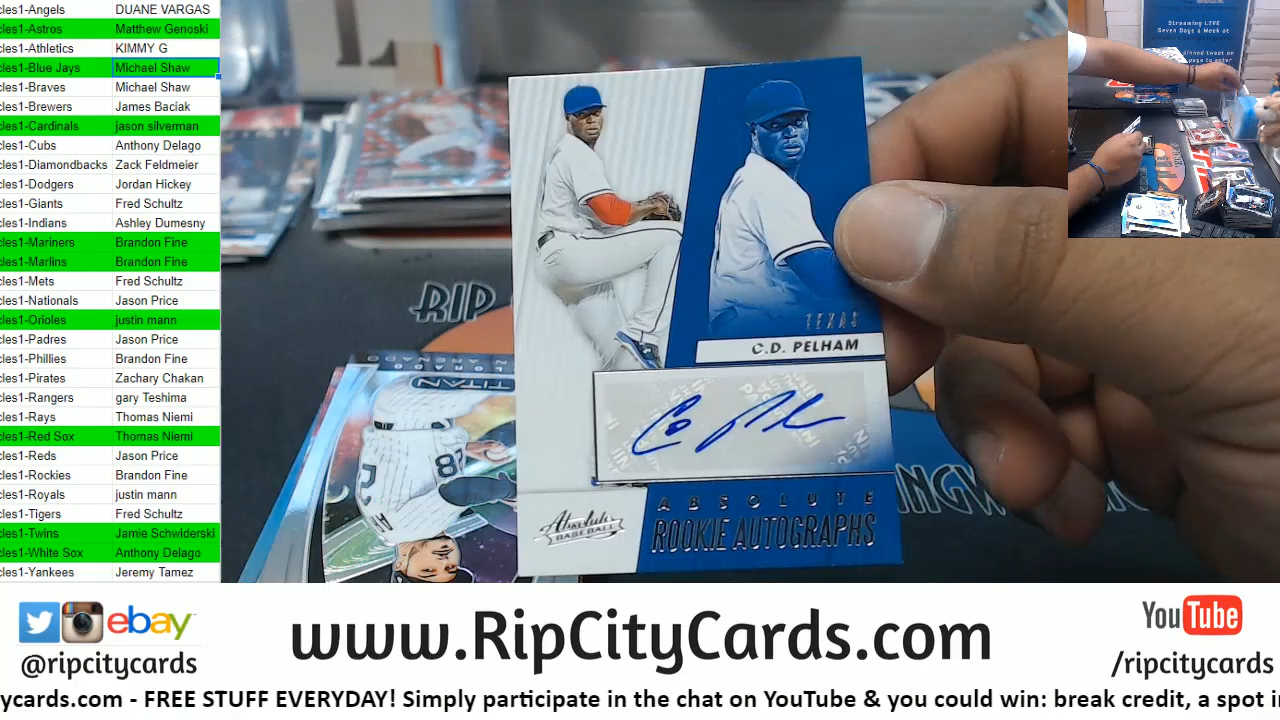 cles1-Angels DUANE VARGAS
cles1-Astros Matthew Genoski
cles1-Athletics KIMMY G
cles1-Blue Jays Michael Shaw
cles1-Braves Michael Shaw
cles1-Brewers James Baciak
cles1-Cardinals jason silverman
cles1-Cubs Anthony Delago
cles1-Diamondbacks Zack Feldmeier
cles1-Dodgers Jordan Hickey
cles1-Giants Fred Schultz
cles1-Indians Ashley Dumesny
cles1-Mariners Brandon Fine
cles1-Marlins Brandon Fine
cles1-Mets Fred Schultz
cles1-Nationals Jason Price
cles1-Orioles justin mann
cles1-Padres Jason Price
cles1-Phillies Brandon Fine
cles1-Pirates Zachary Chakan
cles1-Rangers gary Teshima
cles1-Rays Thomas Niemi
cles1-Red Sox Thomas Niemi
cles1-Reds Jason Price
cles1-Rockies Brandon Fine
cles1-Royals justin mann
cles1-Tigers Fred Schultz
cles1-Twins Jamie Schwiderski
cles1-White Sox Anthony Delago
cles1-Yankees Jeremy Tamez
Streaming LIVE
Seven Days a Week at
RIP
TITAN
TEXAS
C.D. PELHAM
ABSOLUTE
ROOKIE AUTOGRAPHS
Absolute
BASEBALL
ebay
@ripcitycards
www.RipCityCards.com
YouTube
/ripcitycards
ycards.com - FREE STUFF EVERYDAY! Simply participate in the chat on YouTube & you could win: break credit, a spot i